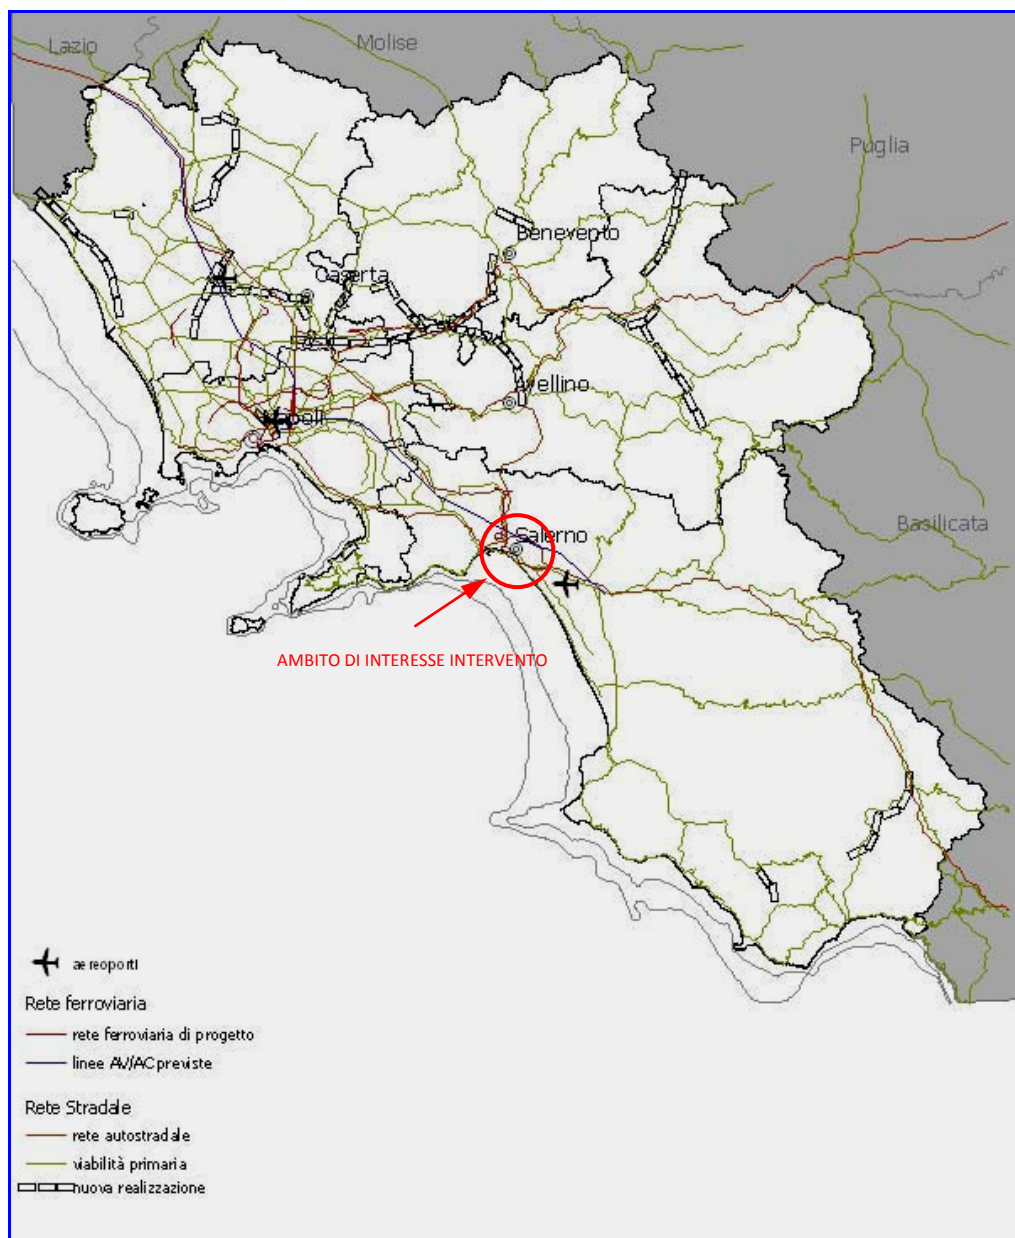 Lazio
Molise
Puglia
Benevento
Caserta
Avellino
Napoli
Basilicata
Salerno
AMBITO DI INTERESSE INTERVENTO
aereoporti
Rete ferroviaria
rete ferroviaria di progetto
linee AV/AC previste
Rete Stradale
rete autostradale
viabilità primaria
nuova realizzazione